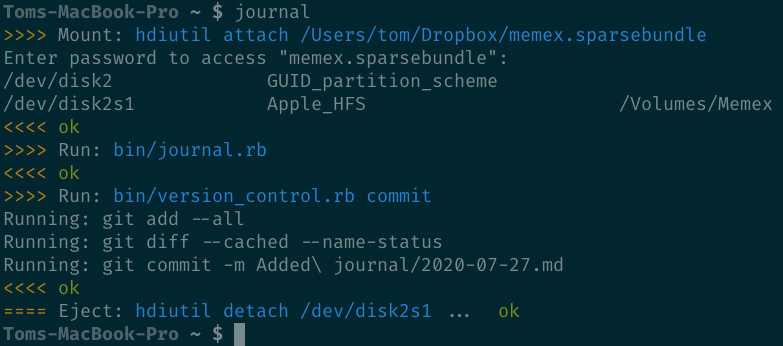 Toms-MacBook-Pro ~ $ journal
>>>> Mount: hdiutil attach /Users/tom/Dropbox/memex.sparsebundle
Enter password to access "memex.sparsebundle":
/dev/disk2 GUID_partition_scheme
/dev/disk2s1 Apple_HFS /Volumes/Memex
<<<< ok
>>>> Run: bin/journal.rb
<<<< ok
>>>> Run: bin/version_control.rb commit
Running: git add --all
Running: git diff --cached --name-status
Running: git commit -m Added\ journal/2020-07-27.md
<<<< ok
==== Eject: hdiutil detach /dev/disk2s1 ... ok
Toms-MacBook-Pro ~ $